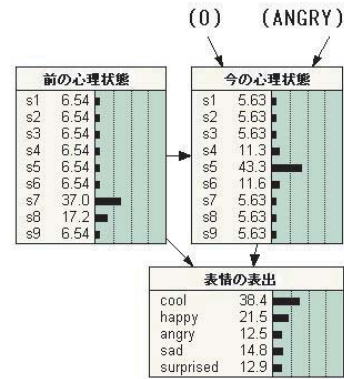 (O) (ANGRY)
前の心理状態
s1 6.54
s2 6.54
s3 6.54
s4 6.54
s5 6.54
s6 6.54
s7 37.0
s8 17.2
s9 6.54
今の心理状態
s1 5.63
s2 5.63
s3 5.63
s4 11.3
s5 43.3
s6 11.6
s7 5.63
s8 5.63
s9 5.63
表情の表出
cool 38.4
happy 21.5
angry 12.5
sad 14.8
surprised 12.9